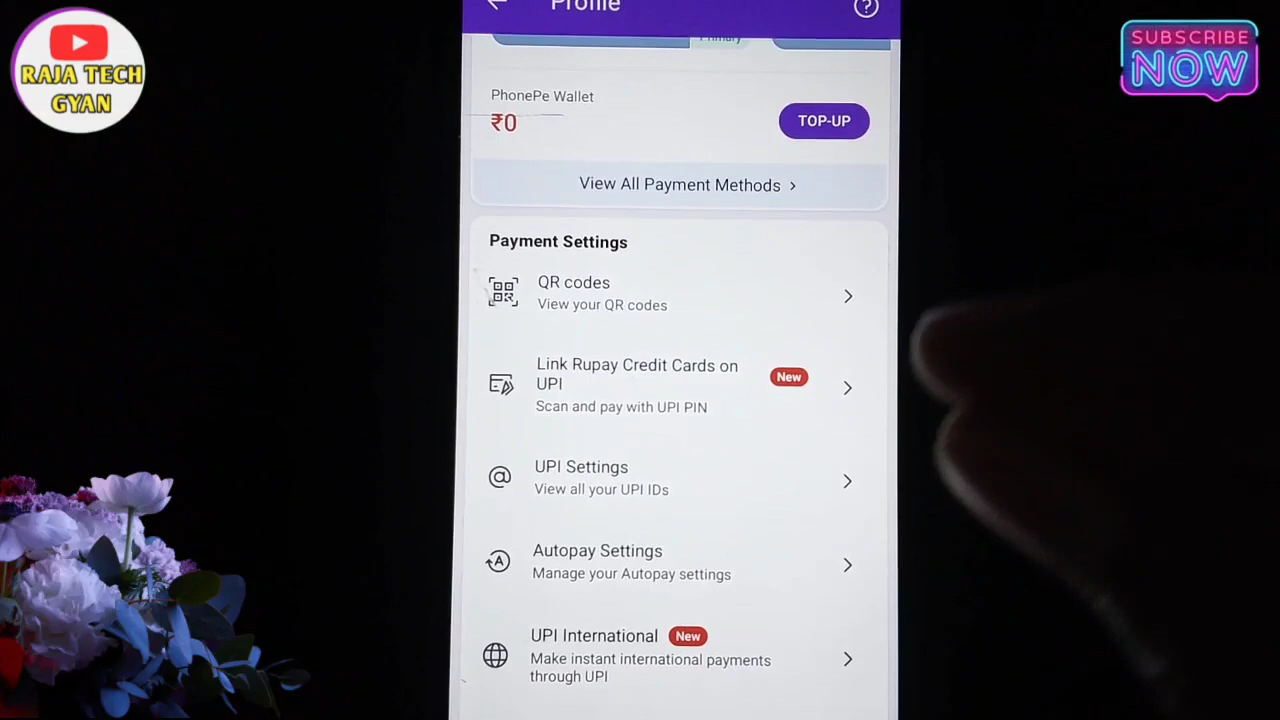 RAJA TECH
GYAN
SUBSCRIBE
NOW
Profile
?
Primary
PhonePe Wallet
₹0
TOP-UP
View All Payment Methods >
Payment Settings
QR codes
View your QR codes
Link Rupay Credit Cards on
UPI
New
Scan and pay with UPI PIN
UPI Settings
View all your UPI IDs
Autopay Settings
Manage your Autopay settings
UPI International New
Make instant international payments
through UPI